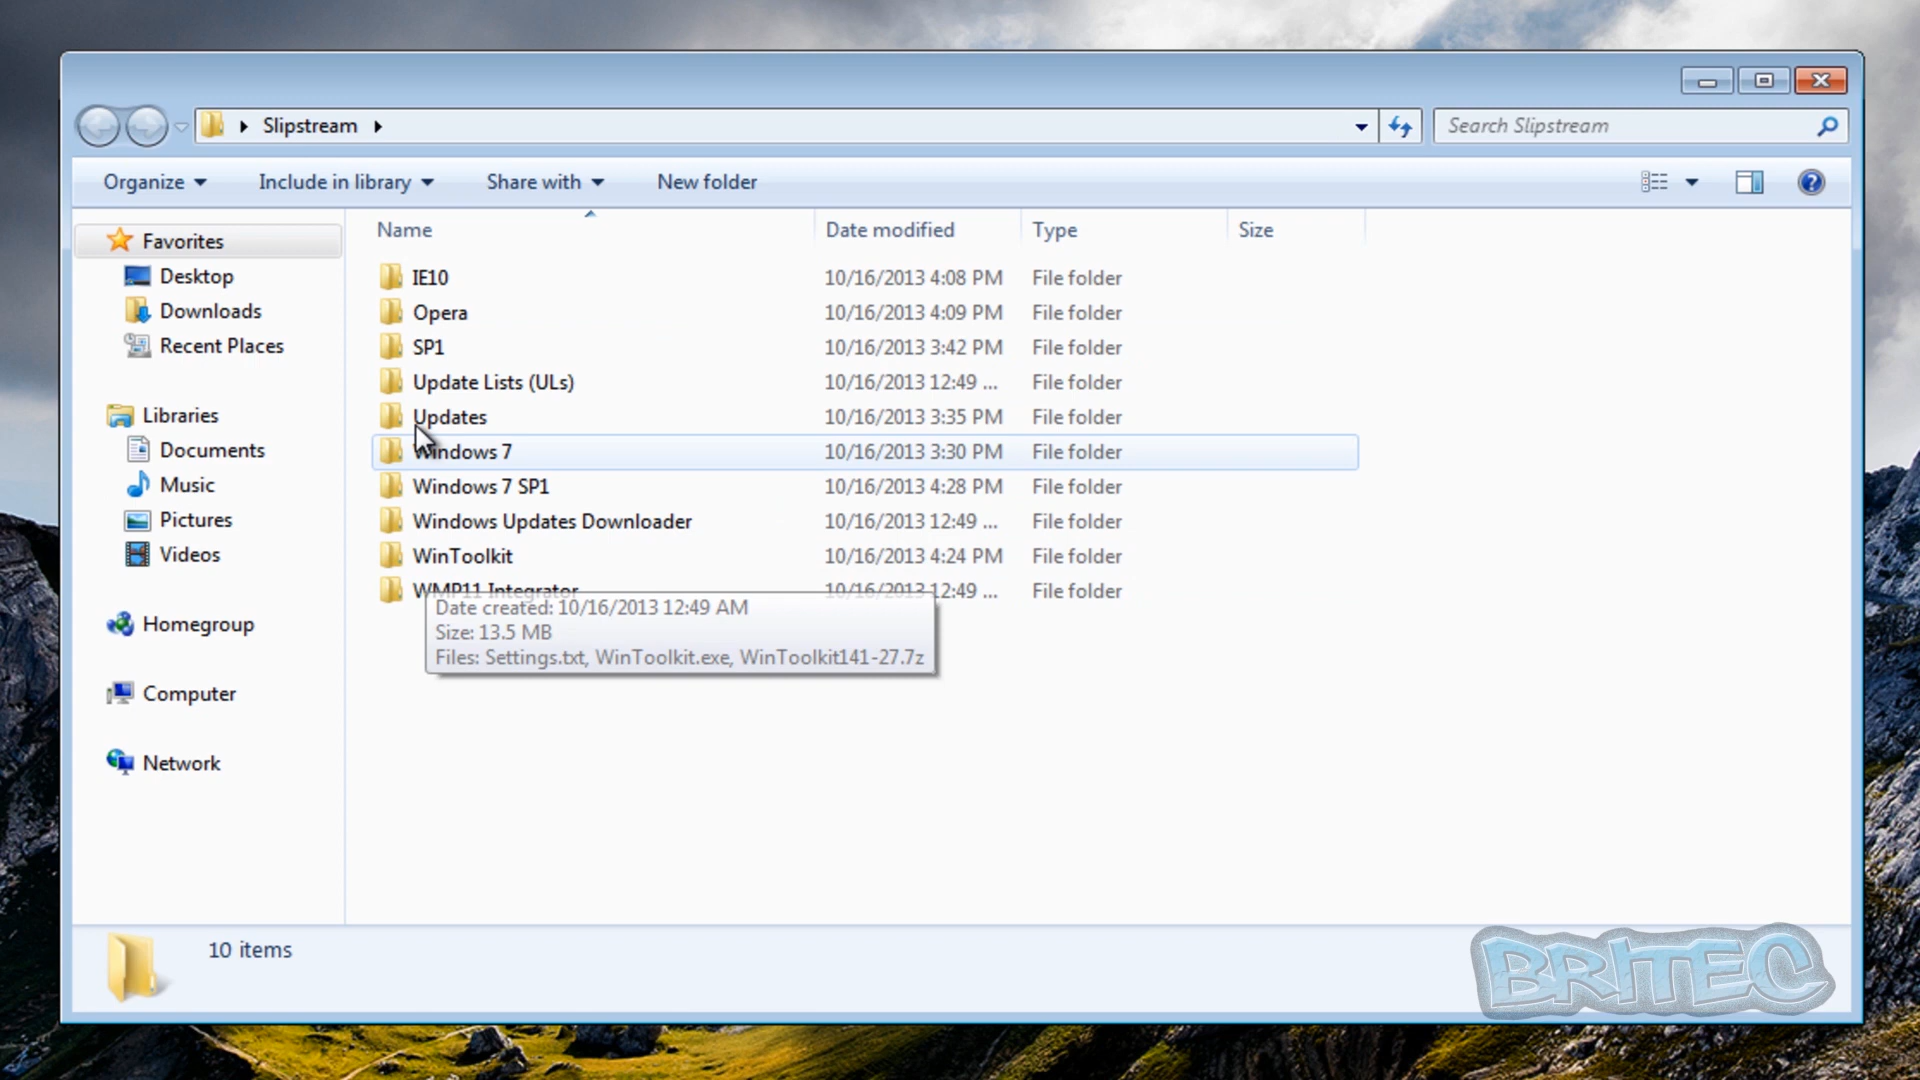 Slipstream
Search Slipstream
Organize
Include in library
Share with
New folder
Name
Date modified
Type
Size
Favorites
Desktop
Downloads
Recent Places
Libraries
Documents
Music
Pictures
Videos
Homegroup
Computer
Network
IE10 10/16/2013 4:08 PM File folder
Opera 10/16/2013 4:09 PM File folder
SP1 10/16/2013 3:42 PM File folder
Update Lists (ULs) 10/16/2013 12:49 ... File folder
Updates 10/16/2013 3:35 PM File folder
Windows 7 10/16/2013 3:30 PM File folder
Windows 7 SP1 10/16/2013 4:28 PM File folder
Windows Updates Downloader 10/16/2013 12:49 ... File folder
WinToolkit 10/16/2013 4:24 PM File folder
WMP11 Integrator 10/16/2013 12:49 ... File folder
Date created: 10/16/2013 12:49 AM
Size: 13.5 MB
Files: Settings.txt, WinToolkit.exe, WinToolkit141-27.7z
10 items
BRITEC